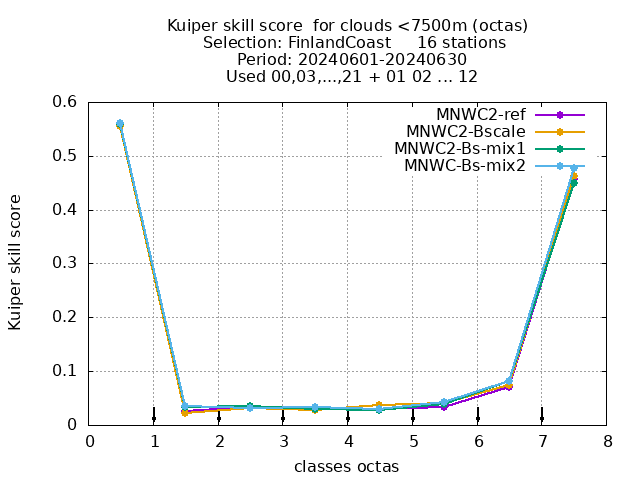 Kuiper skill score  for clouds <7500m (octas)
Selection: FinlandCoast     16 stations
Period: 20240601-20240630
Used 00,03,...,21 + 01 02 ... 12
MNWC2-ref
MNWC2-Bscale
MNWC2-Bs-mix1
MNWC-Bs-mix2
Kuiper skill score
0.6
0.5
0.4
0.3
0.2
0.1
0
0 1 2 3 4 5 6 7 8
classes octas